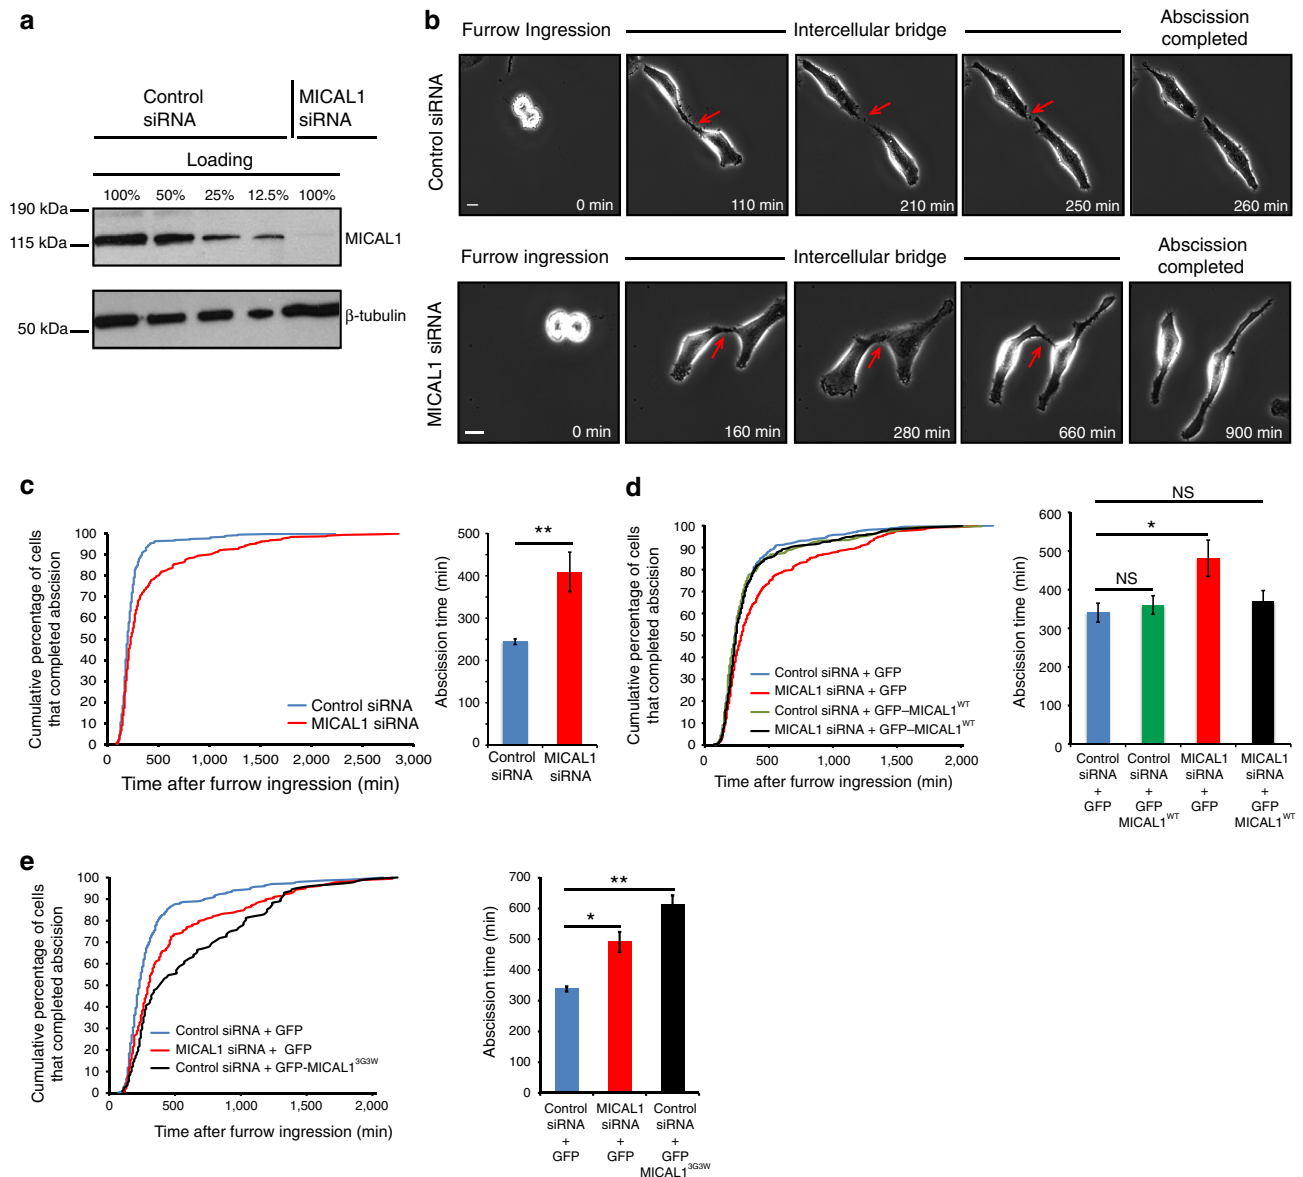 a
Control
siRNA
MICAL1
siRNA
Loading
100% 50% 25% 12.5% 100%
190 kDa
115 kDa
MICAL1
50 kDa
β-tubulin
b
Furrow Ingression
Intercellular bridge
Abscission
completed
Control siRNA
0 min
110 min
210 min
250 min
260 min
Furrow ingression
Intercellular bridge
Abscission
completed
MICAL1 siRNA
0 min
160 min
280 min
660 min
900 min
c
Cumulative percentage of cells
that completed abscision
100
90
80
70
60
50
40
30
20
10
0
0 500 1,000 1,500 2,000 2,500 3,000
Time after furrow ingression (min)
Control siRNA
MICAL1 siRNA
Abscission time (min)
500
400
300
200
100
0
**
Control
siRNA
MICAL1
siRNA
d
Cumulative percentage of cells
that completed abscision
100
90
80
70
60
50
40
30
20
10
0
0 500 1,000 1,500 2,000
Time after furrow ingression (min)
Control siRNA + GFP
MICAL1 siRNA + GFP
Control siRNA + GFP–MICAL1WT
MICAL1 siRNA + GFP–MICAL1WT
Abscission time (min)
600
500
400
300
200
100
0
NS
*
NS
Control
siRNA
+
GFP
Control
siRNA
+
GFP
MICAL1WT
MICAL1
siRNA
+
GFP
MICAL1
siRNA
+
GFP
MICAL1WT
e
Cumulative percentage of cells
that completed abscision
100
90
80
70
60
50
40
30
20
10
0
0 500 1,000 1,500 2,000
Time after furrow ingression (min)
Control siRNA + GFP
MICAL1 siRNA + GFP
Control siRNA + GFP-MICAL13G3W
Abscission time (min)
700
600
500
400
300
200
100
0
**
*
Control
siRNA
+
GFP
MICAL1
siRNA
+
GFP
Control
siRNA
+
GFP
MICAL13G3W